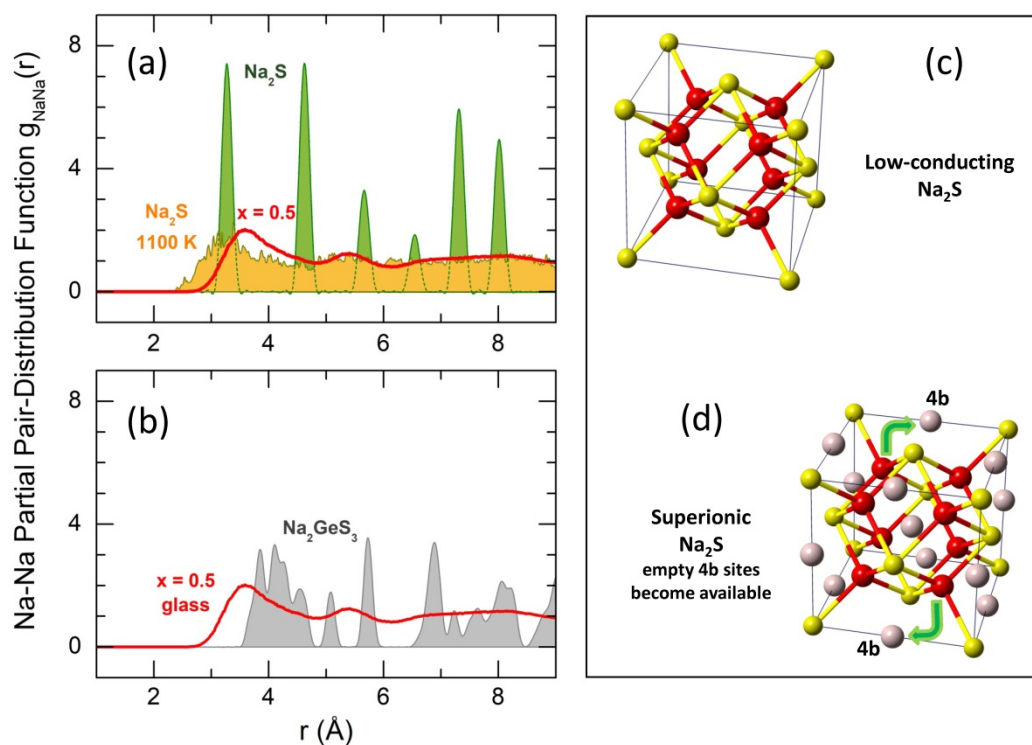 Na-Na Partial Pair-Distribution Function g_NaNa(r)
8
4
0
(a)
Na₂S
Na₂S
1100 K
x = 0.5
2 4 6 8
8
4
0
(b)
Na₂GeS₃
x = 0.5
glass
2 4 6 8
r (Å)
(c)
Low-conducting
Na₂S
(d)
4b
Superionic
Na₂S
empty 4b sites
become available
4b